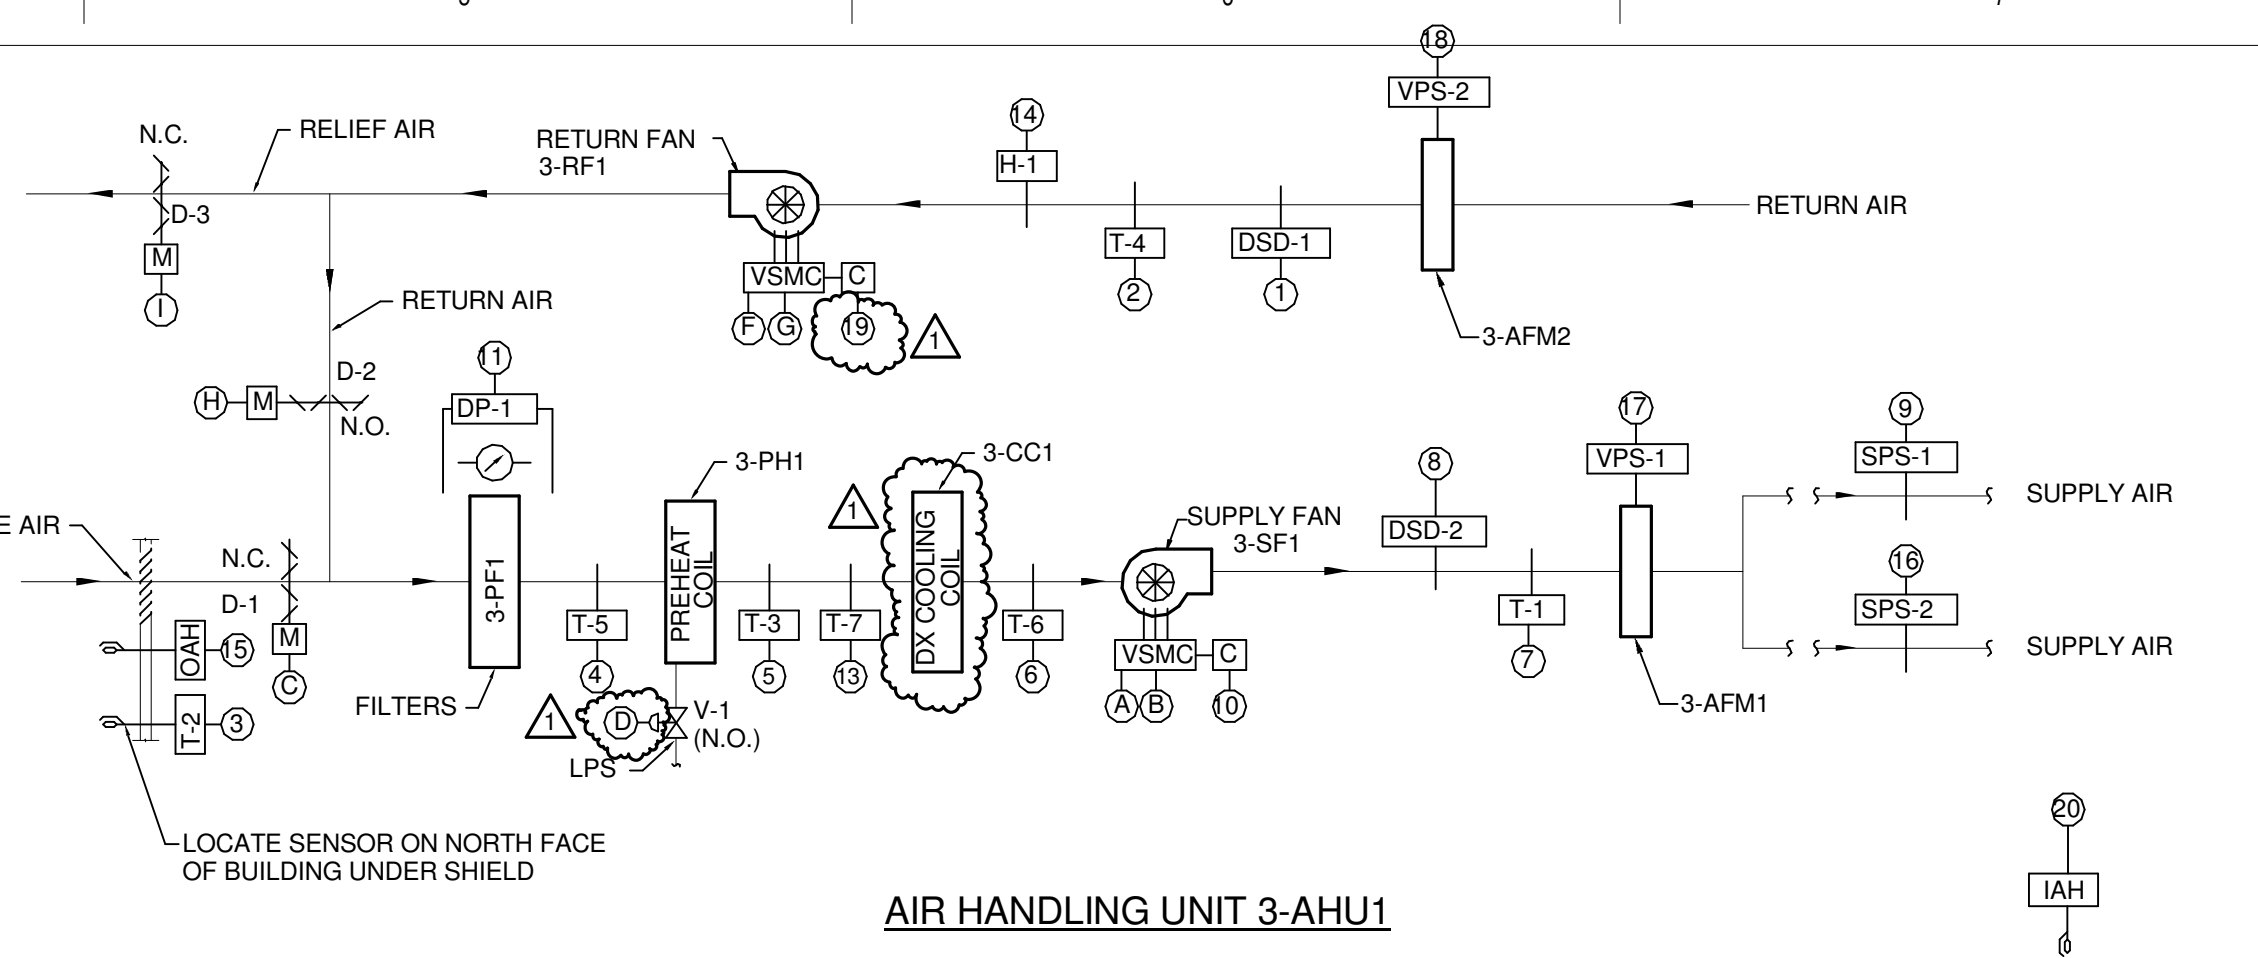 18
VPS-2
14
H-1
N.C.
RELIEF AIR
RETURN FAN
3-RF1
D-3
M
I
RETURN AIR
T-4
2
DSD-1
1
VSMC
C
F
G
19
1
3-AFM2
RETURN AIR
D-2
H
M
N.O.
11
DP-1
3-PH1
3-CC1
1
8
DSD-2
17
VPS-1
9
SPS-1
SUPPLY AIR
16
SPS-2
SUPPLY AIR
E AIR
N.C.
D-1
M
C
OAH
15
T-2
3
3-PF1
FILTERS
T-5
4
PREHEAT
COIL
T-3
5
T-7
13
DX COOLING
COIL
T-6
6
SUPPLY FAN
3-SF1
VSMC
C
A
B
10
T-1
7
3-AFM1
1
D
V-1
(N.O.)
LPS
LOCATE SENSOR ON NORTH FACE
OF BUILDING UNDER SHIELD
20
IAH
AIR HANDLING UNIT 3-AHU1